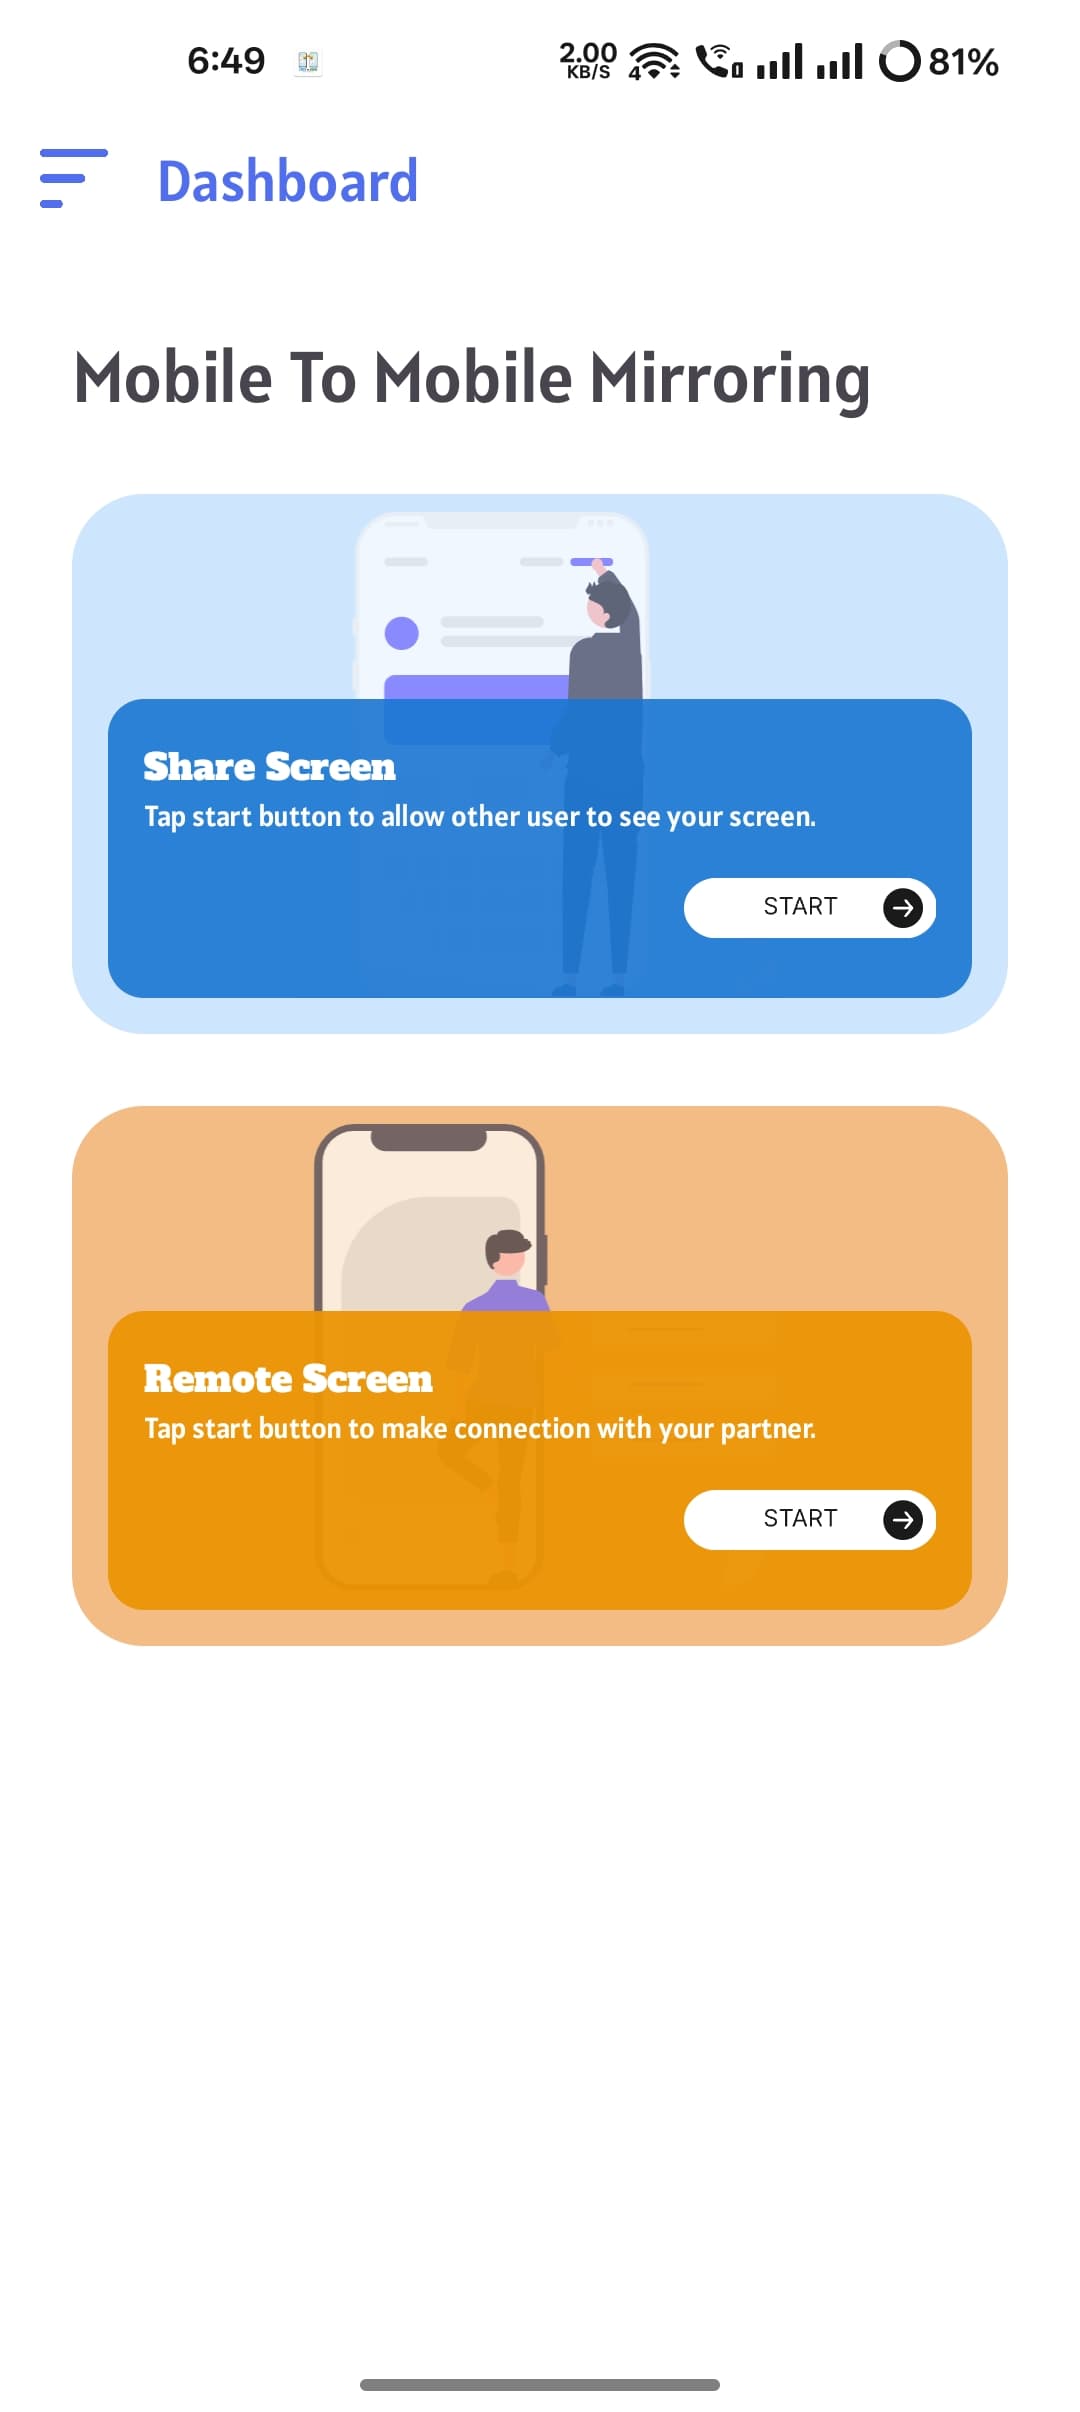 6:49
2.00
KB/S
4
81%
Dashboard
Mobile To Mobile Mirroring
Share Screen
Tap start button to allow other user to see your screen.
START
Remote Screen
Tap start button to make connection with your partner.
START